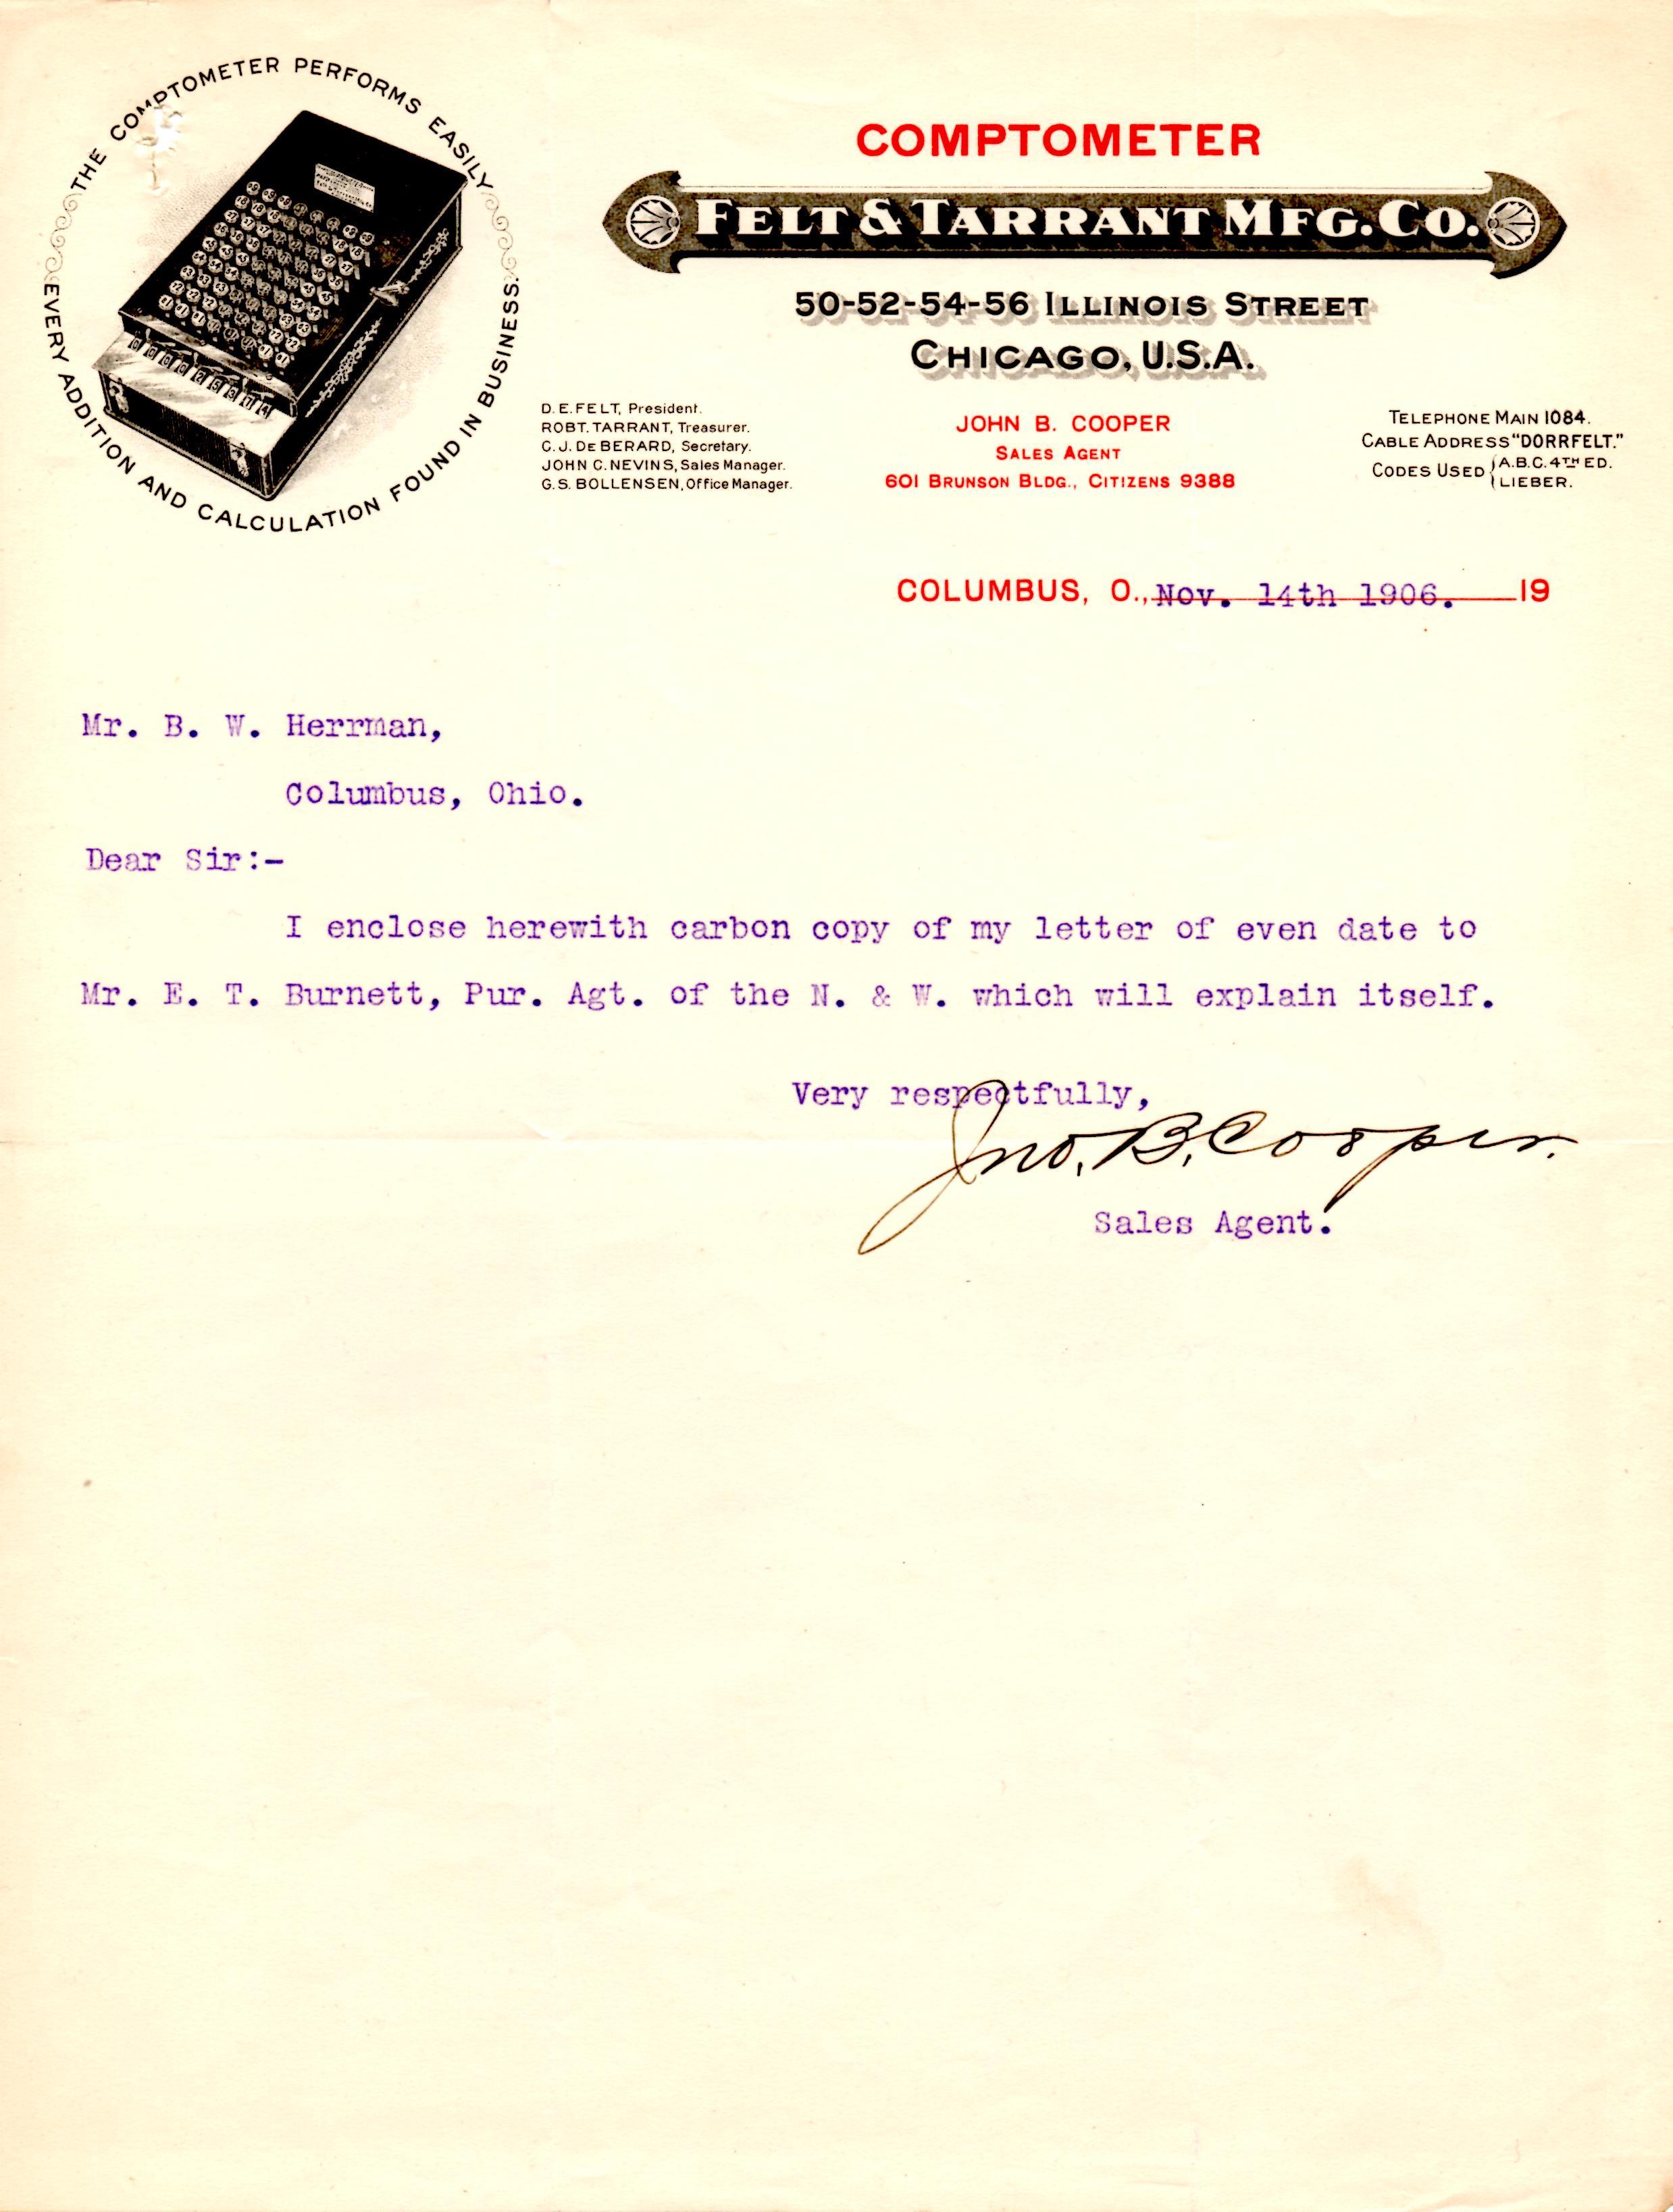 THE COMPTOMETER PERFORMS EASILY
EVERY ADDITION AND CALCULATION FOUND IN BUSINESS.
COMPTOMETER
FELT & TARRANT MFG. CO.
50-52-54-56 ILLINOIS STREET
CHICAGO, U.S.A.
D. E. FELT, President.
ROBT. TARRANT, Treasurer.
C. J. DE BERARD, Secretary.
JOHN C. NEVINS, Sales Manager.
G. S. BOLLENSEN, Office Manager.
JOHN B. COOPER
SALES AGENT
601 BRUNSON BLDG., CITIZENS 9388
TELEPHONE MAIN 1084.
CABLE ADDRESS "DORRFELT."
CODES USED { A.B.C. 4TH ED.
LIEBER.
COLUMBUS, O., Nov. 14th 1906. 19
Mr. B. W. Herrman,
Columbus, Ohio.
Dear Sir:-
I enclose herewith carbon copy of my letter of even date to
Mr. E. T. Burnett, Pur. Agt. of the N. & W. which will explain itself.
Very respectfully,
Jno. B. Cooper.
Sales Agent.